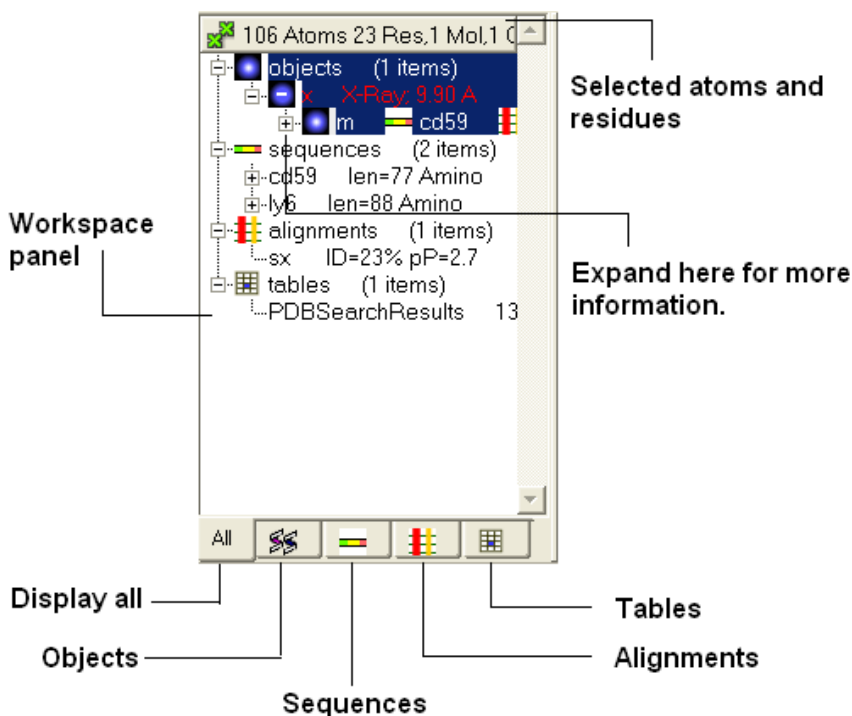 106 Atoms 23 Res,1 Mol,1
objects (1 items)
x X-Ray; 9.90 A
m cd59
sequences (2 items)
cd59 len=77 Amino
ly6 len=88 Amino
alignments (1 items)
sx ID=23% pP=2.7
tables (1 items)
PDBSearchResults 13
Selected atoms and
residues
Workspace
panel
Expand here for more
information.
All
Display all
Objects
Sequences
Tables
Alignments